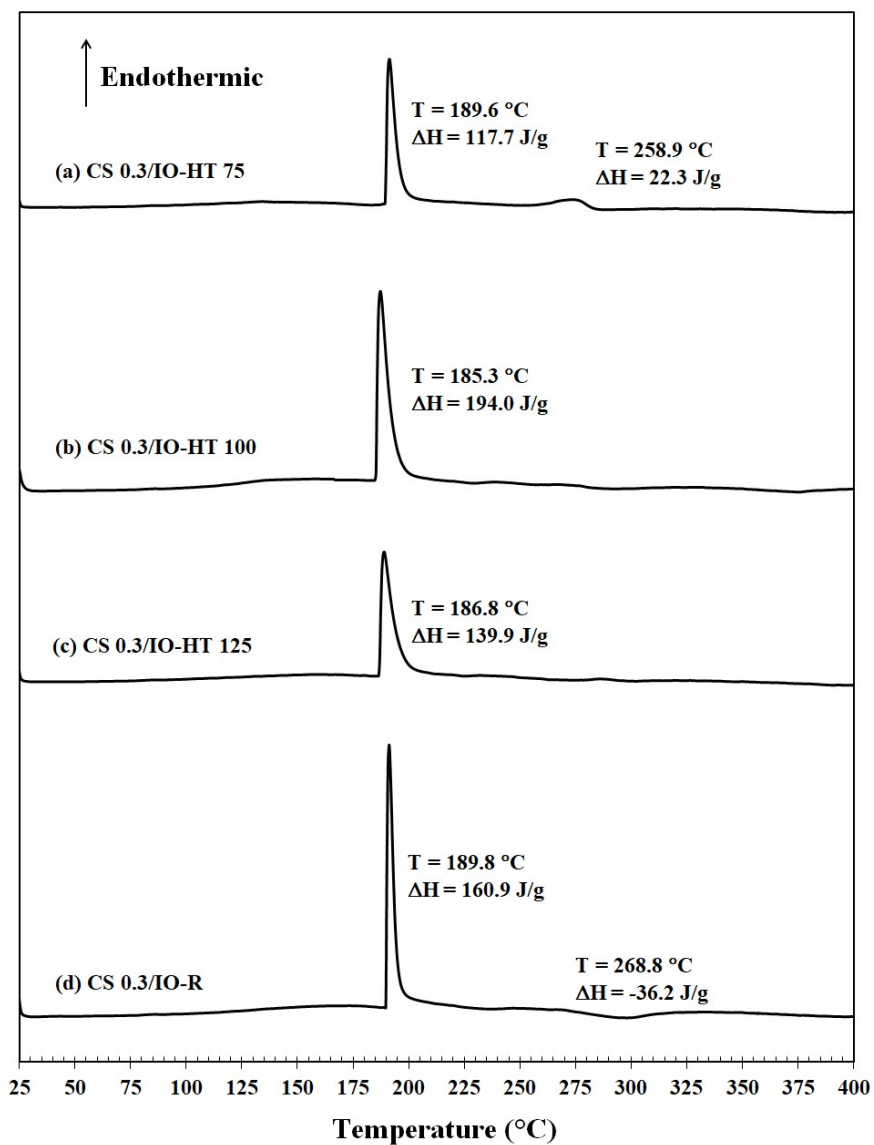 Endothermic
T = 189.6 °C
ΔH = 117.7 J/g
T = 258.9 °C
ΔH = 22.3 J/g
(a) CS 0.3/IO-HT 75
T = 185.3 °C
ΔH = 194.0 J/g
(b) CS 0.3/IO-HT 100
T = 186.8 °C
ΔH = 139.9 J/g
(c) CS 0.3/IO-HT 125
T = 189.8 °C
ΔH = 160.9 J/g
T = 268.8 °C
ΔH = -36.2 J/g
(d) CS 0.3/IO-R
25 50 75 100 125 150 175 200 225 250 275 300 325 350 375 400
Temperature (°C)